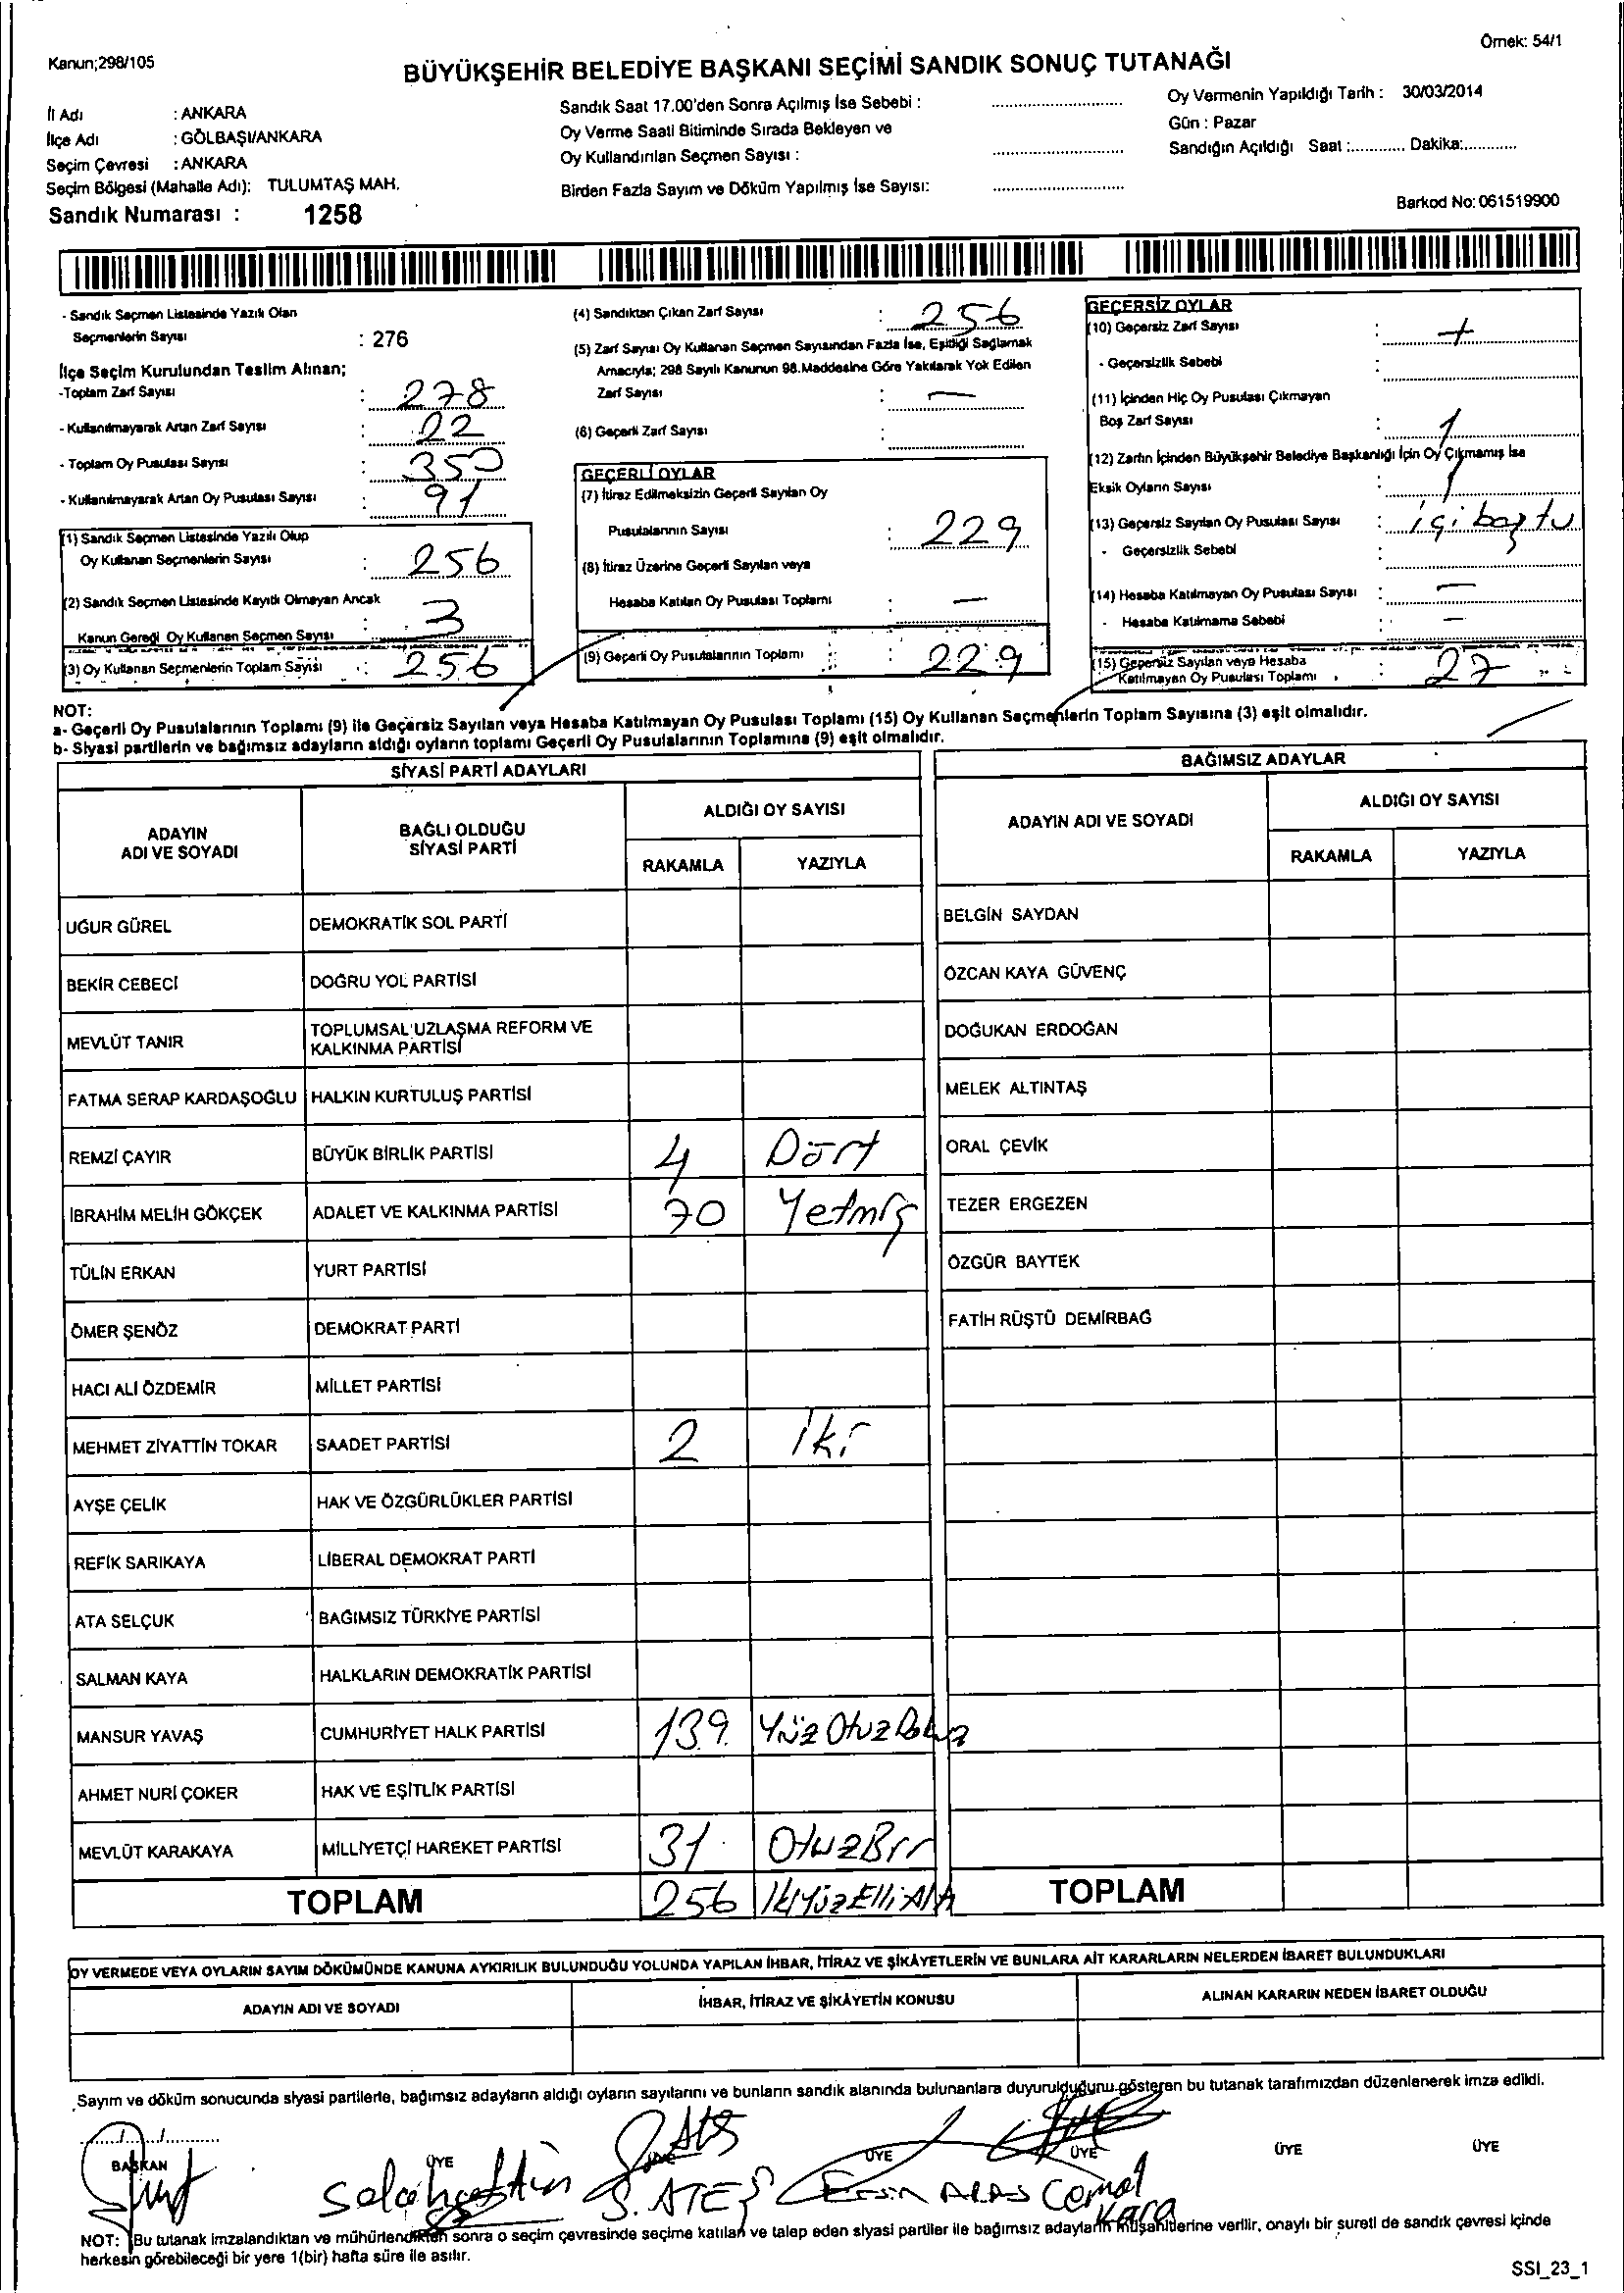 Örnek: 54/1
Kanun;298/105
BÜYÜKŞEHİR BELEDİYE BAŞKANI SEÇİMİ SANDIK SONUÇ TUTANAĞI
İl Adı : ANKARA
İlçe Adı : GÖLBAŞI/ANKARA
Seçim Çevresi : ANKARA
Seçim Bölgesi (Mahalle Adı); TULUMTAŞ MAH.
Sandık Numarası : 1258
Sandık Saat 17.00'den Sonra Açılmış İse Sebebi :
Oy Verme Saati Bitiminde Sırada Bekleyen ve
Oy Kullandırılan Seçmen Sayısı :
Birden Fazla Sayım ve Döküm Yapılmış İse Sayısı:
Oy Vermenin Yapıldığı Tarih : 30/03/2014
Gün : Pazar
Sandığın Açıldığı Saat :............ Dakika:............
Barkod No: 061519900
- Sandık Seçmen Listesinde Yazılı Olan
Seçmenlerin Sayısı : 276
İlçe Seçim Kurulundan Teslim Alınan;
-Toplam Zarf Sayısı : 278
- Kullanılmayarak Artan Zarf Sayısı : 22
- Toplam Oy Pusulası Sayısı : 350
- Kullanılmayarak Artan Oy Pusulası Sayısı : 91
(1) Sandık Seçmen Listesinde Yazılı Olup
Oy Kullanan Seçmenlerin Sayısı : 256
(2) Sandık Seçmen Listesinde Kayıtlı Olmayan Ancak
Kanun Gereği Oy Kullanan Seçmen Sayısı : 3
(3) Oy Kullanan Seçmenlerin Toplam Sayısı : 256
(4) Sandıktan Çıkan Zarf Sayısı : 256
(5) Zarf Sayısı Oy Kullanan Seçmen Sayısından Fazla İse, Eşitliği Sağlamak
Amacıyla; 298 Sayılı Kanunun 98.Maddesine Göre Yakılarak Yok Edilen
Zarf Sayısı : —
(6) Geçerli Zarf Sayısı :
GEÇERLİ OYLAR
(7) İtiraz Edilmeksizin Geçerli Sayılan Oy
Pusulalarının Sayısı : 229
(8) İtiraz Üzerine Geçerli Sayılan veya
Hesaba Katılan Oy Pusulası Toplamı : —
(9) Geçerli Oy Pusulalarının Toplamı : 229
GEÇERSİZ OYLAR
(10) Geçersiz Zarf Sayısı :
- Geçersizlik Sebebi :
(11) İçinden Hiç Oy Pusulası Çıkmayan
Boş Zarf Sayısı : 1
(12) Zarfın İçinden Büyükşehir Belediye Başkanlığı İçin Oy Çıkmamış İse
Eksik Oyların Sayısı :
(13) Geçersiz Sayılan Oy Pusulası Sayısı : içi boştu
- Geçersizlik Sebebi :
(14) Hesaba Katılmayan Oy Pusulası Sayısı : —
- Hesaba Katılmama Sebebi : —
(15) Geçersiz Sayılan veya Hesaba
Katılmayan Oy Pusulası Toplamı : 27
NOT:
a- Geçerli Oy Pusulalarının Toplamı (9) ile Geçersiz Sayılan veya Hesaba Katılmayan Oy Pusulası Toplamı (15) Oy Kullanan Seçmenlerin Toplam Sayısına (3) eşit olmalıdır.
b- Siyasi partilerin ve bağımsız adayların aldığı oyların toplamı Geçerli Oy Pusulalarının Toplamına (9) eşit olmalıdır.
SİYASİ PARTİ ADAYLARI
ADAYIN ADI VE SOYADI
BAĞLI OLDUĞU SİYASİ PARTİ
ALDIĞI OY SAYISI
RAKAMLA YAZIYLA
UĞUR GÜREL DEMOKRATİK SOL PARTİ
BEKİR CEBECİ DOĞRU YOL PARTİSİ
MEVLÜT TANIR TOPLUMSAL UZLAŞMA REFORM VE KALKINMA PARTİSİ
FATMA SERAP KARDAŞOĞLU HALKIN KURTULUŞ PARTİSİ
REMZİ ÇAYIR BÜYÜK BİRLİK PARTİSİ 4 Dört
İBRAHİM MELİH GÖKÇEK ADALET VE KALKINMA PARTİSİ 70 Yetmiş
TÜLİN ERKAN YURT PARTİSİ
ÖMER ŞENÖZ DEMOKRAT PARTİ
HACI ALİ ÖZDEMİR MİLLET PARTİSİ
MEHMET ZİYATTİN TOKAR SAADET PARTİSİ 2 İki
AYŞE ÇELİK HAK VE ÖZGÜRLÜKLER PARTİSİ
REFİK SARIKAYA LİBERAL DEMOKRAT PARTİ
ATA SELÇUK BAĞIMSIZ TÜRKİYE PARTİSİ
SALMAN KAYA HALKLARIN DEMOKRATİK PARTİSİ
MANSUR YAVAŞ CUMHURİYET HALK PARTİSİ 139 Yüz Otuz Dokuz
AHMET NURİ ÇOKER HAK VE EŞİTLİK PARTİSİ
MEVLÜT KARAKAYA MİLLİYETÇİ HAREKET PARTİSİ 31 OtuzBir
TOPLAM 256 İkiYüzElliAltı
BAĞIMSIZ ADAYLAR
ADAYIN ADI VE SOYADI
ALDIĞI OY SAYISI
RAKAMLA YAZIYLA
BELGİN SAYDAN
ÖZCAN KAYA GÜVENÇ
DOĞUKAN ERDOĞAN
MELEK ALTINTAŞ
ORAL ÇEVİK
TEZER ERGEZEN
ÖZGÜR BAYTEK
FATİH RÜŞTÜ DEMİRBAĞ
TOPLAM
OY VERMEDE VEYA OYLARIN SAYIM DÖKÜMÜNDE KANUNA AYKIRILIK BULUNDUĞU YOLUNDA YAPILAN İHBAR, İTİRAZ VE ŞİKÂYETLERİN VE BUNLARA AİT KARARLARIN NELERDEN İBARET BULUNDUKLARI
ADAYIN ADI VE SOYADI
İHBAR, İTİRAZ VE ŞİKÂYETİN KONUSU
ALINAN KARARIN NEDEN İBARET OLDUĞU
Sayım ve döküm sonucunda siyasi partilerle, bağımsız adayların aldığı oyların sayılarını ve bunların sandık alanında bulunanlara duyurulduğunu gösteren bu tutanak tarafımızdan düzenlenerek imza edildi.
BAŞKAN ÜYE ÜYE ÜYE ÜYE ÜYE ÜYE
Selahattin S. ATEŞ Ersin ARAS Cemal Kara
NOT: Bu tutanak imzalandıktan ve mühürlendikten sonra o seçim çevresinde seçime katılan ve talep eden siyasi partiler ile bağımsız adayların müşahitlerine verilir, onaylı bir sureti de sandık çevresi içinde
herkesin görebileceği bir yere 1(bir) hafta süre ile asılır.
SSI_23_1